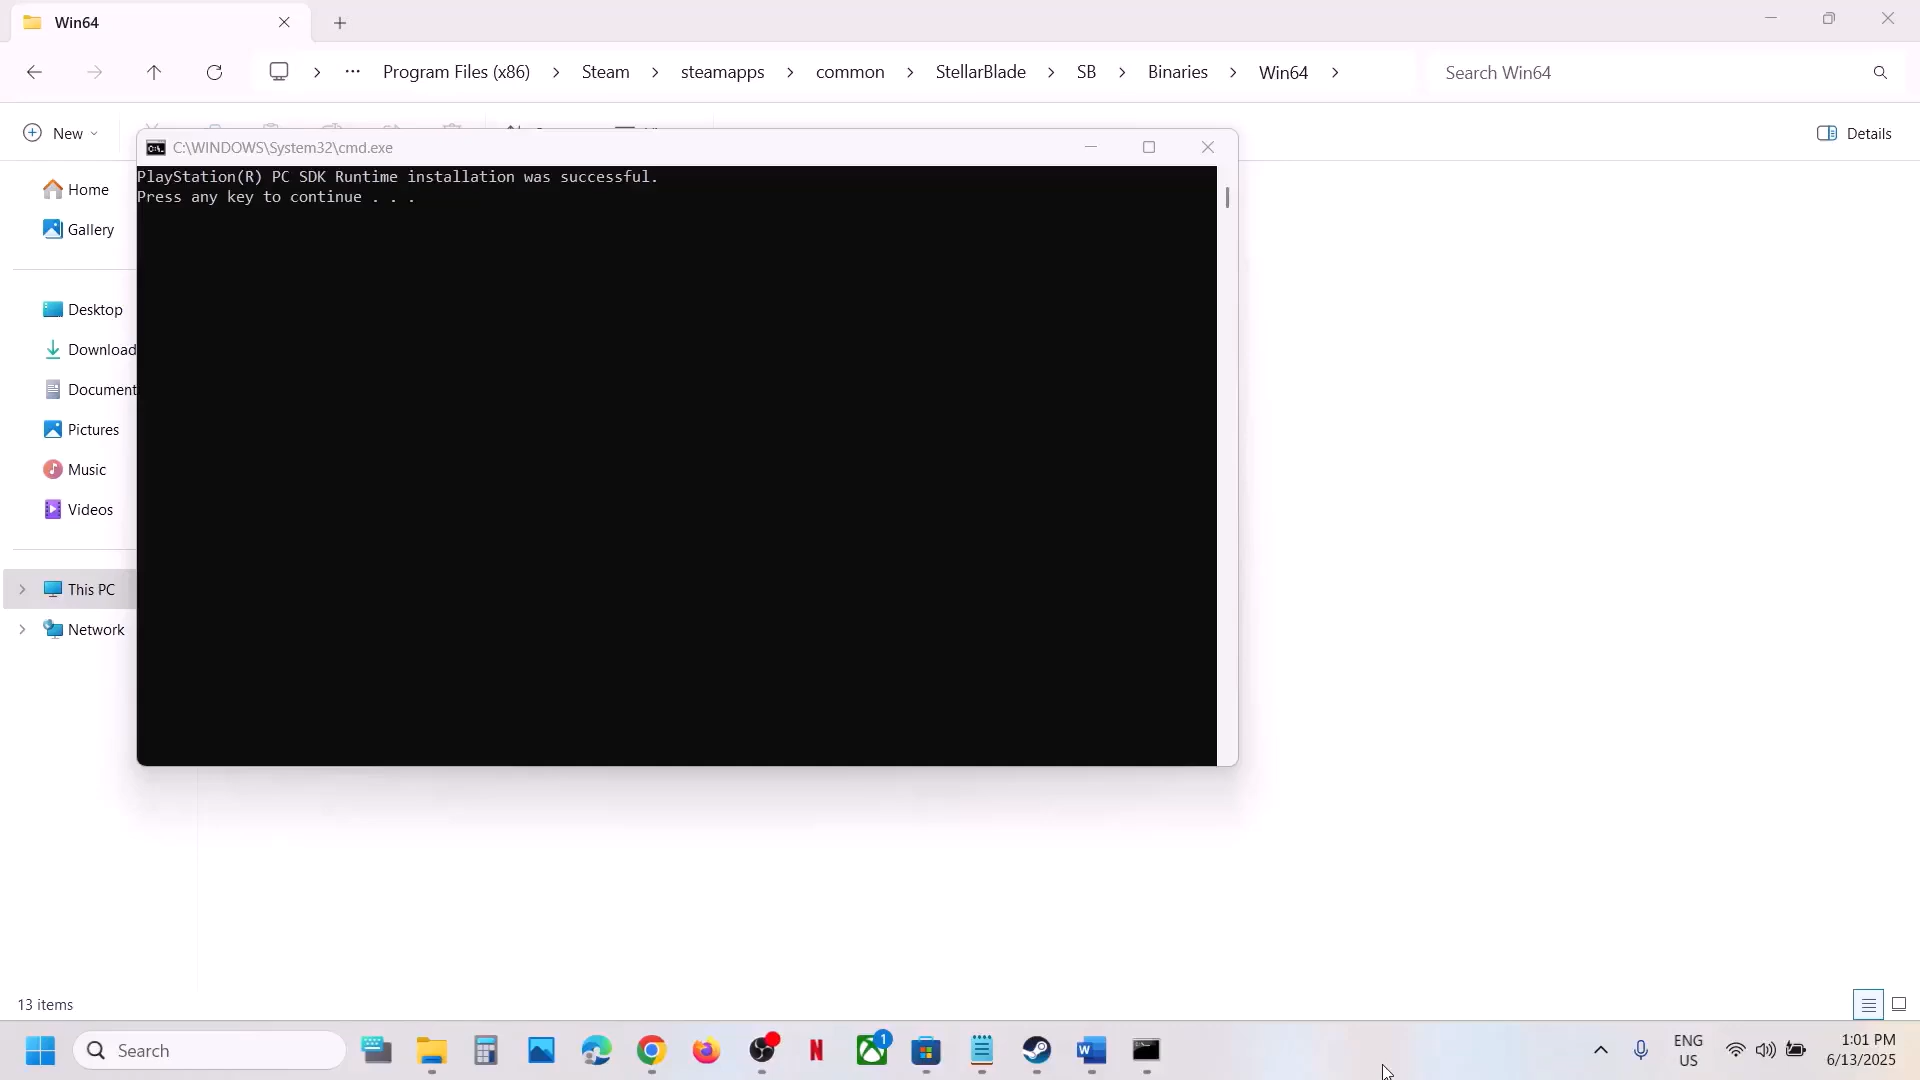 Win64
Program Files (x86) Steam steamapps common StellarBlade SB Binaries Win64
Search Win64
New
Details
C:\WINDOWS\System32\cmd.exe
PlayStation(R) PC SDK Runtime installation was successful.
Press any key to continue . . .
Home
Gallery
Desktop
Download
Document
Pictures
Music
Videos
This PC
Network
13 items
Search
1
ENG
US
1:01 PM
6/13/2025